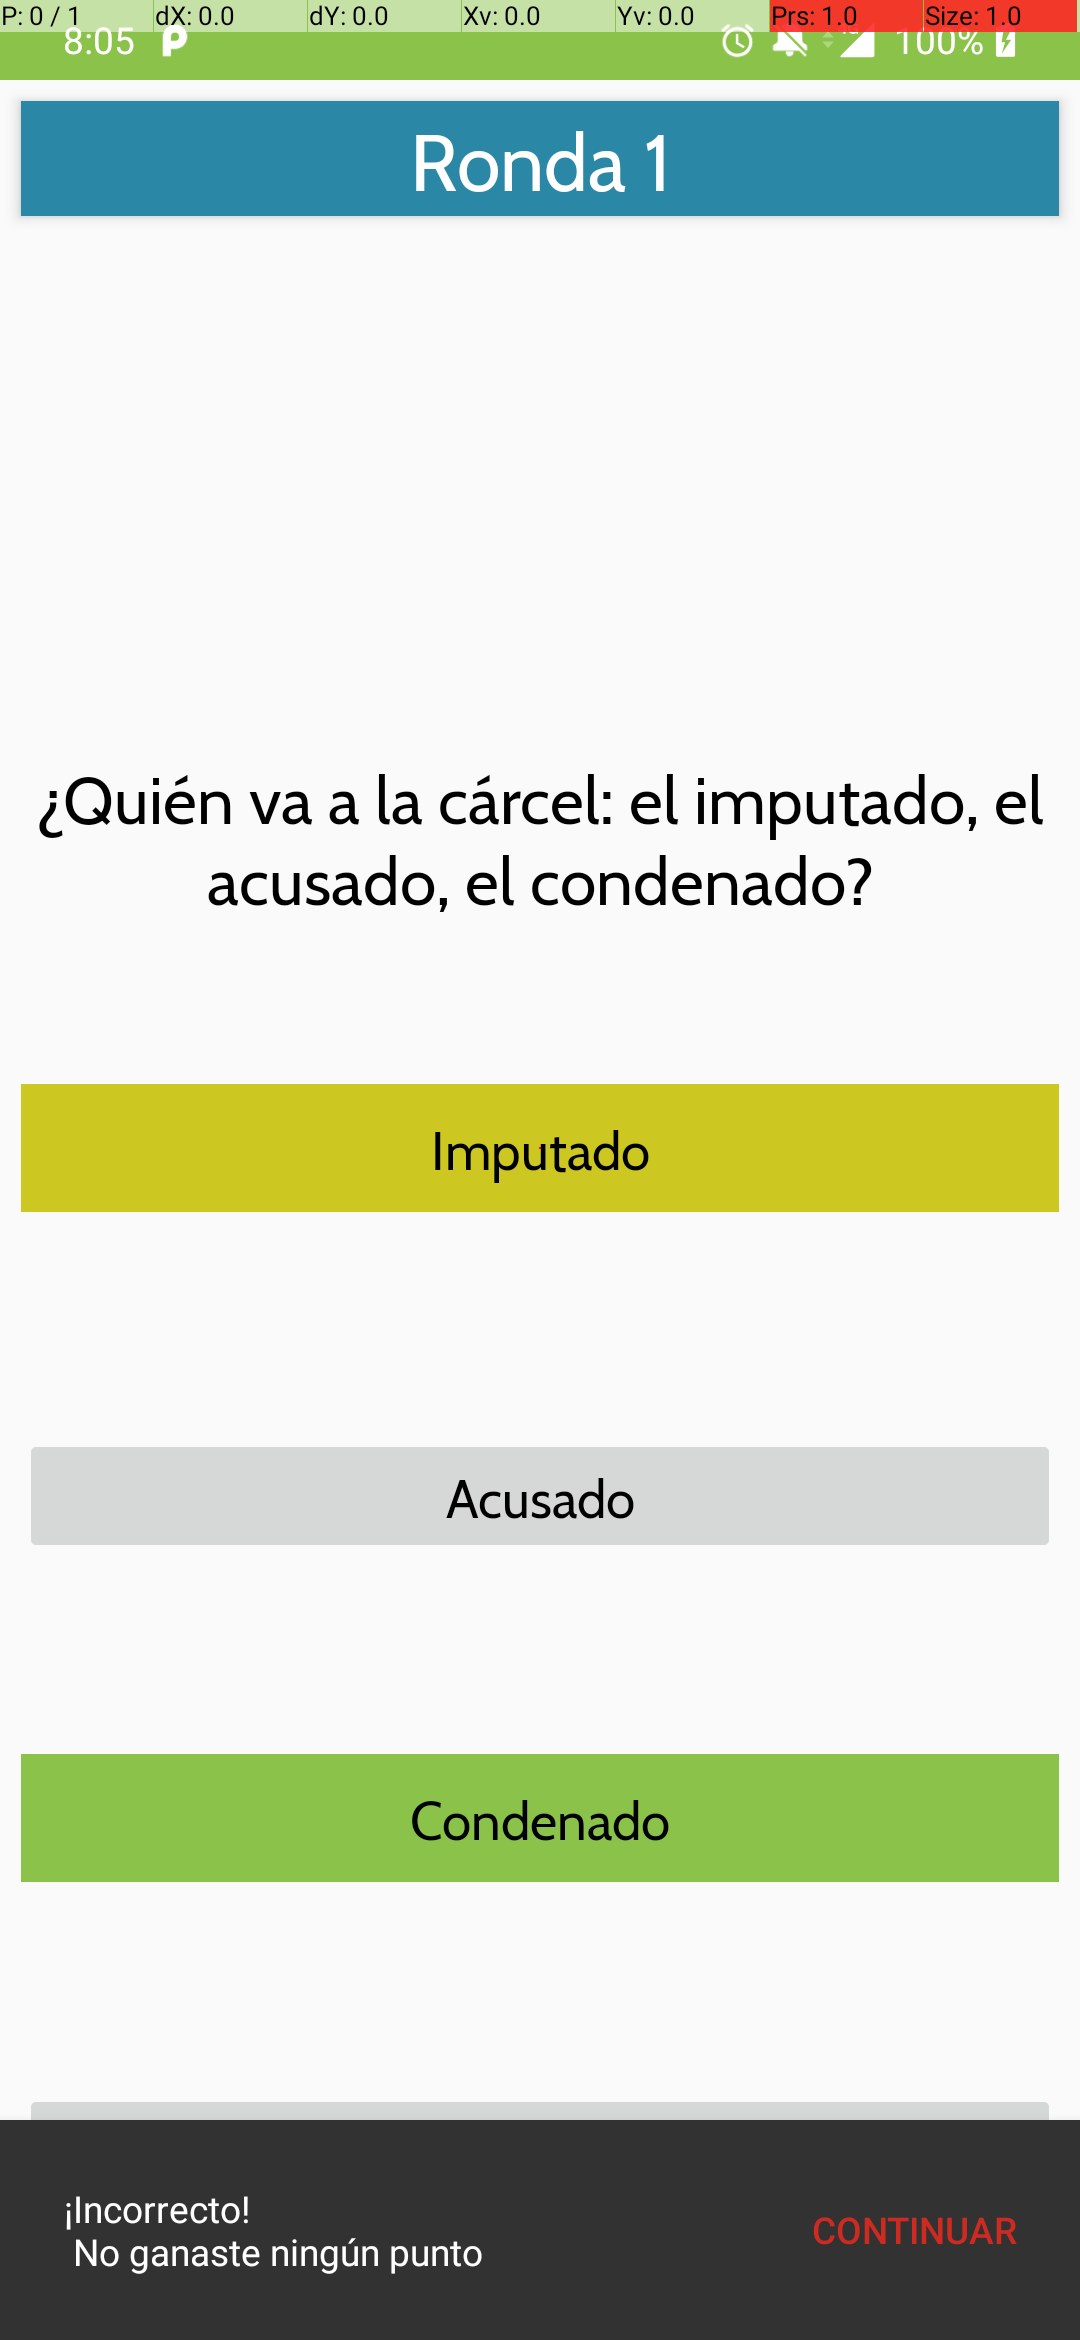 P: 0 / 1 dX: 0.0 dY: 0.0 Xv: 0.0 Yv: 0.0 Prs: 1.0 Size: 1.0
8:05 100%
Ronda 1
¿Quién va a la cárcel: el imputado, el
acusado, el condenado?
Imputado
Acusado
Condenado
¡Incorrecto!
No ganaste ningún punto
CONTINUAR